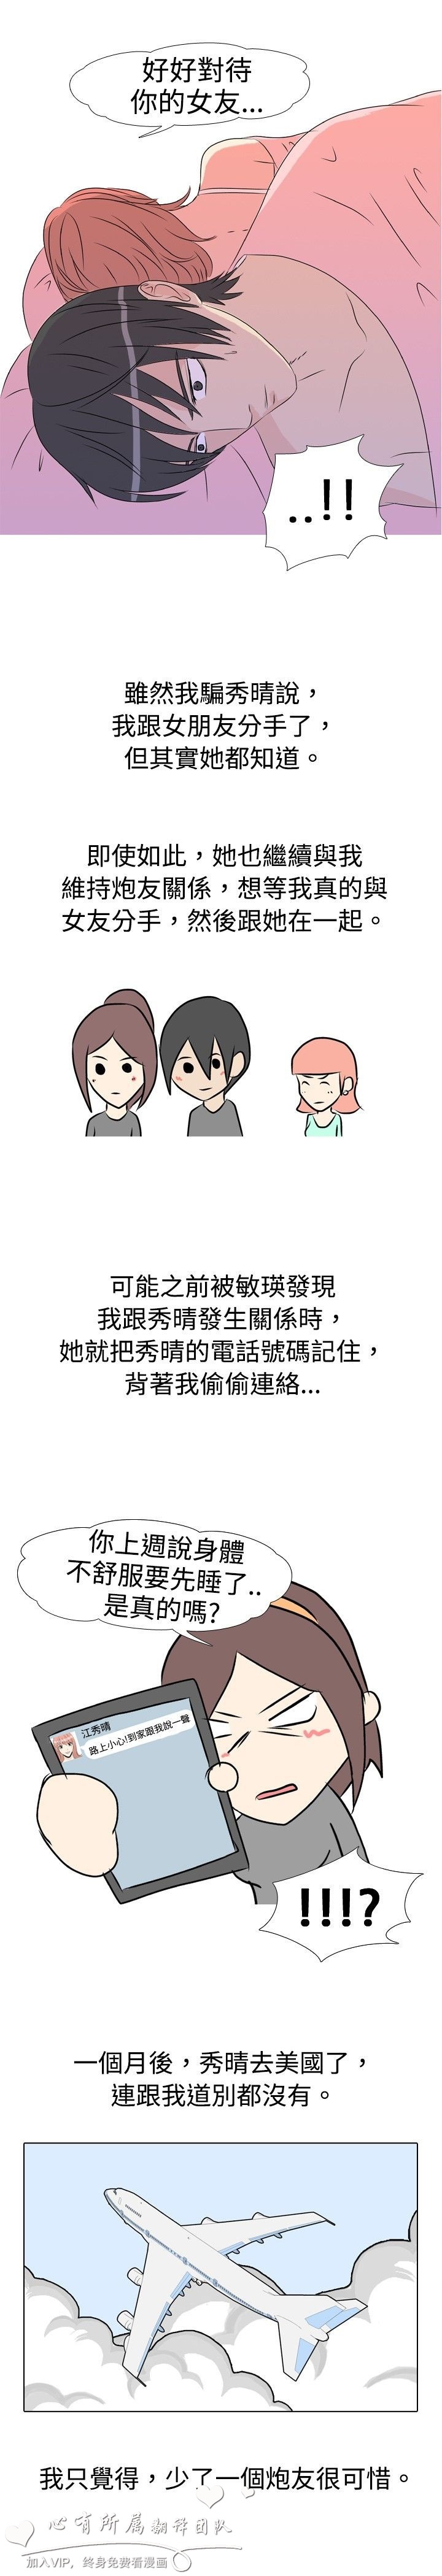 好好對待
你的女友...
..!!
雖然我騙秀晴說，
我跟女朋友分手了，
但其實她都知道。
即使如此，她也繼續與我
維持炮友關係，想等我真的與
女友分手，然後跟她在一起。
可能之前被敏瑛發現
我跟秀晴發生關係時，
她就把秀晴的電話號碼記住，
背著我偷偷連絡...
你上週說身體
不舒服要先睡了..
是真的嗎?
江秀晴
路上小心!到家跟我說一聲
!!!?
一個月後，秀晴去美國了，
連跟我道別都沒有。
我只覺得，少了一個炮友很可惜。
心有所属翻译团队
加入VIP，终身免费看漫画